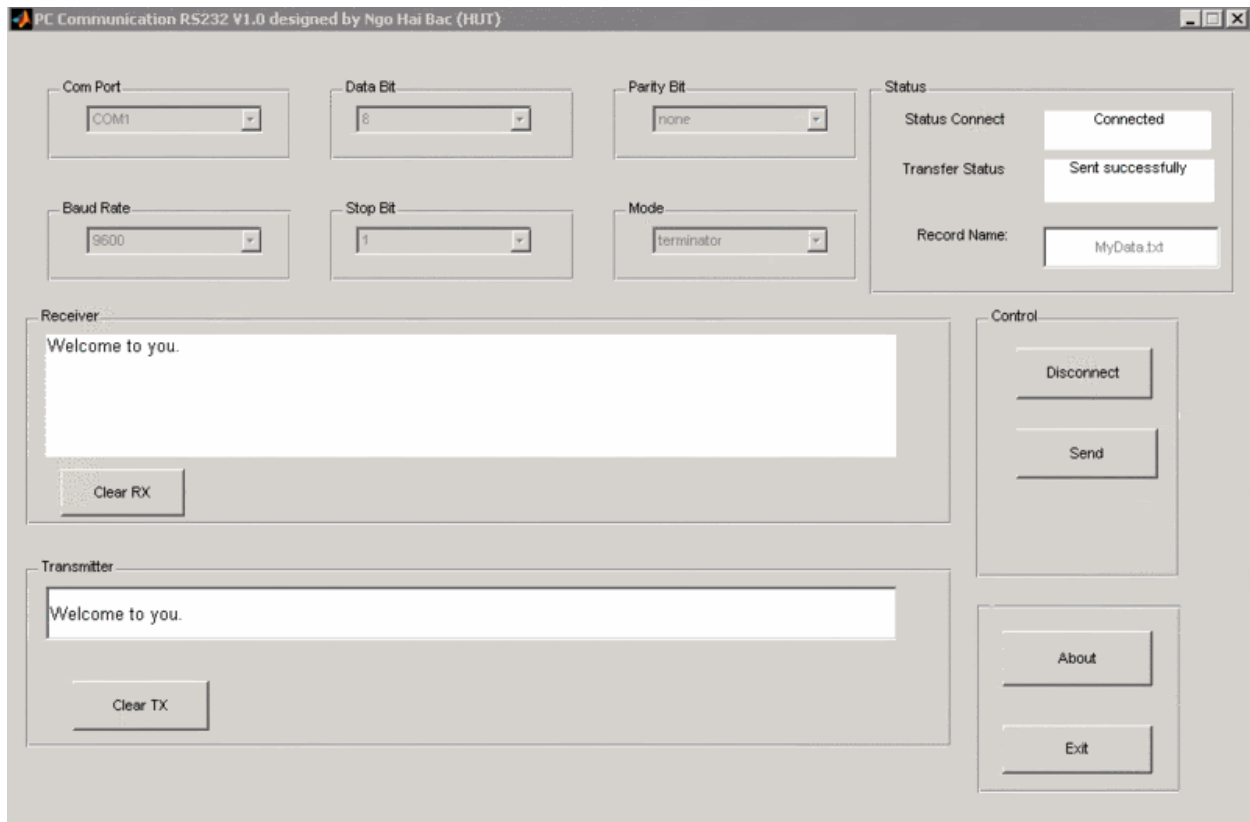 PC Communication RS232 V1.0 designed by Ngo Hai Bac (HUT)
Com Port
COM1
Data Bit
8
Parity Bit
none
Status
Status Connect
Connected
Transfer Status
Sent successfully
Record Name:
MyData.txt
Baud Rate
9600
Stop Bit
1
Mode
terminator
Receiver
Welcome to you.
Clear RX
Control
Disconnect
Send
Transmitter
Welcome to you.
Clear TX
About
Exit